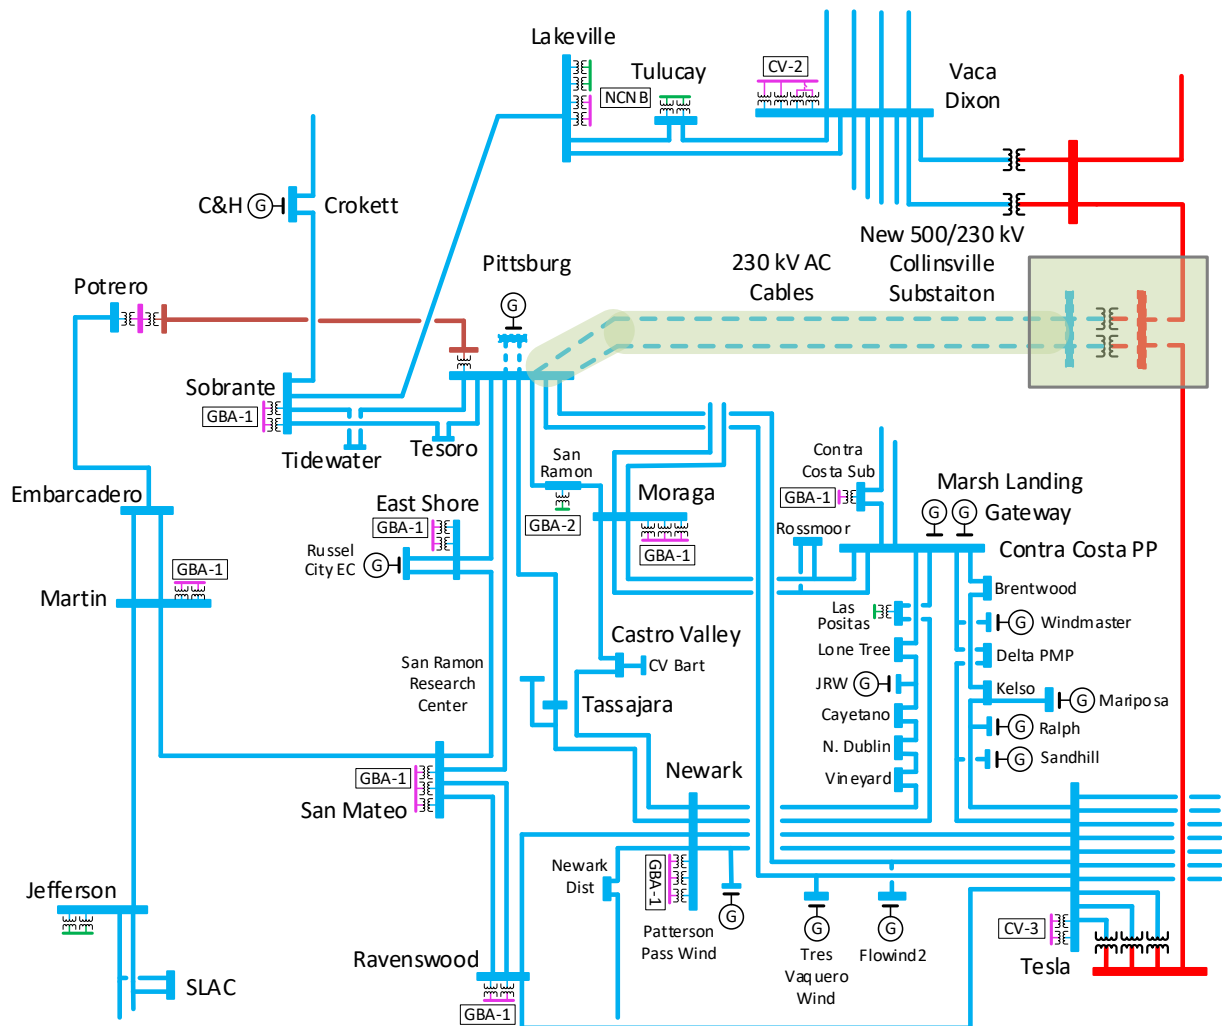 Lakeville
Tulucay
NCNB
CV-2
Vaca
Dixon
C&H
G
Crokett
Potrero
Pittsburg
G
230 kV AC
Cables
New 500/230 kV
Collinsville
Substaiton
Sobrante
GBA-1
Tidewater
Tesoro
San
Ramon
GBA-2
Moraga
GBA-1
Contra
Costa Sub
GBA-1
Rossmoor
Marsh Landing
G
G
Gateway
Contra Costa PP
Embarcadero
East Shore
GBA-1
Russel
City EC
G
GBA-1
Martin
Brentwood
Las
Positas
G
Windmaster
Lone Tree
Delta PMP
Castro Valley
CV Bart
San Ramon
Research
Center
JRW
G
Kelso
G
Mariposa
Tassajara
Cayetano
G
Ralph
N. Dublin
G
Sandhill
Vineyard
GBA-1
San Mateo
Newark
Newark
Dist
GBA-1
Patterson
Pass Wind
G
G
Tres
Vaquero
Wind
G
Flowind2
CV-3
Tesla
Jefferson
SLAC
Ravenswood
GBA-1